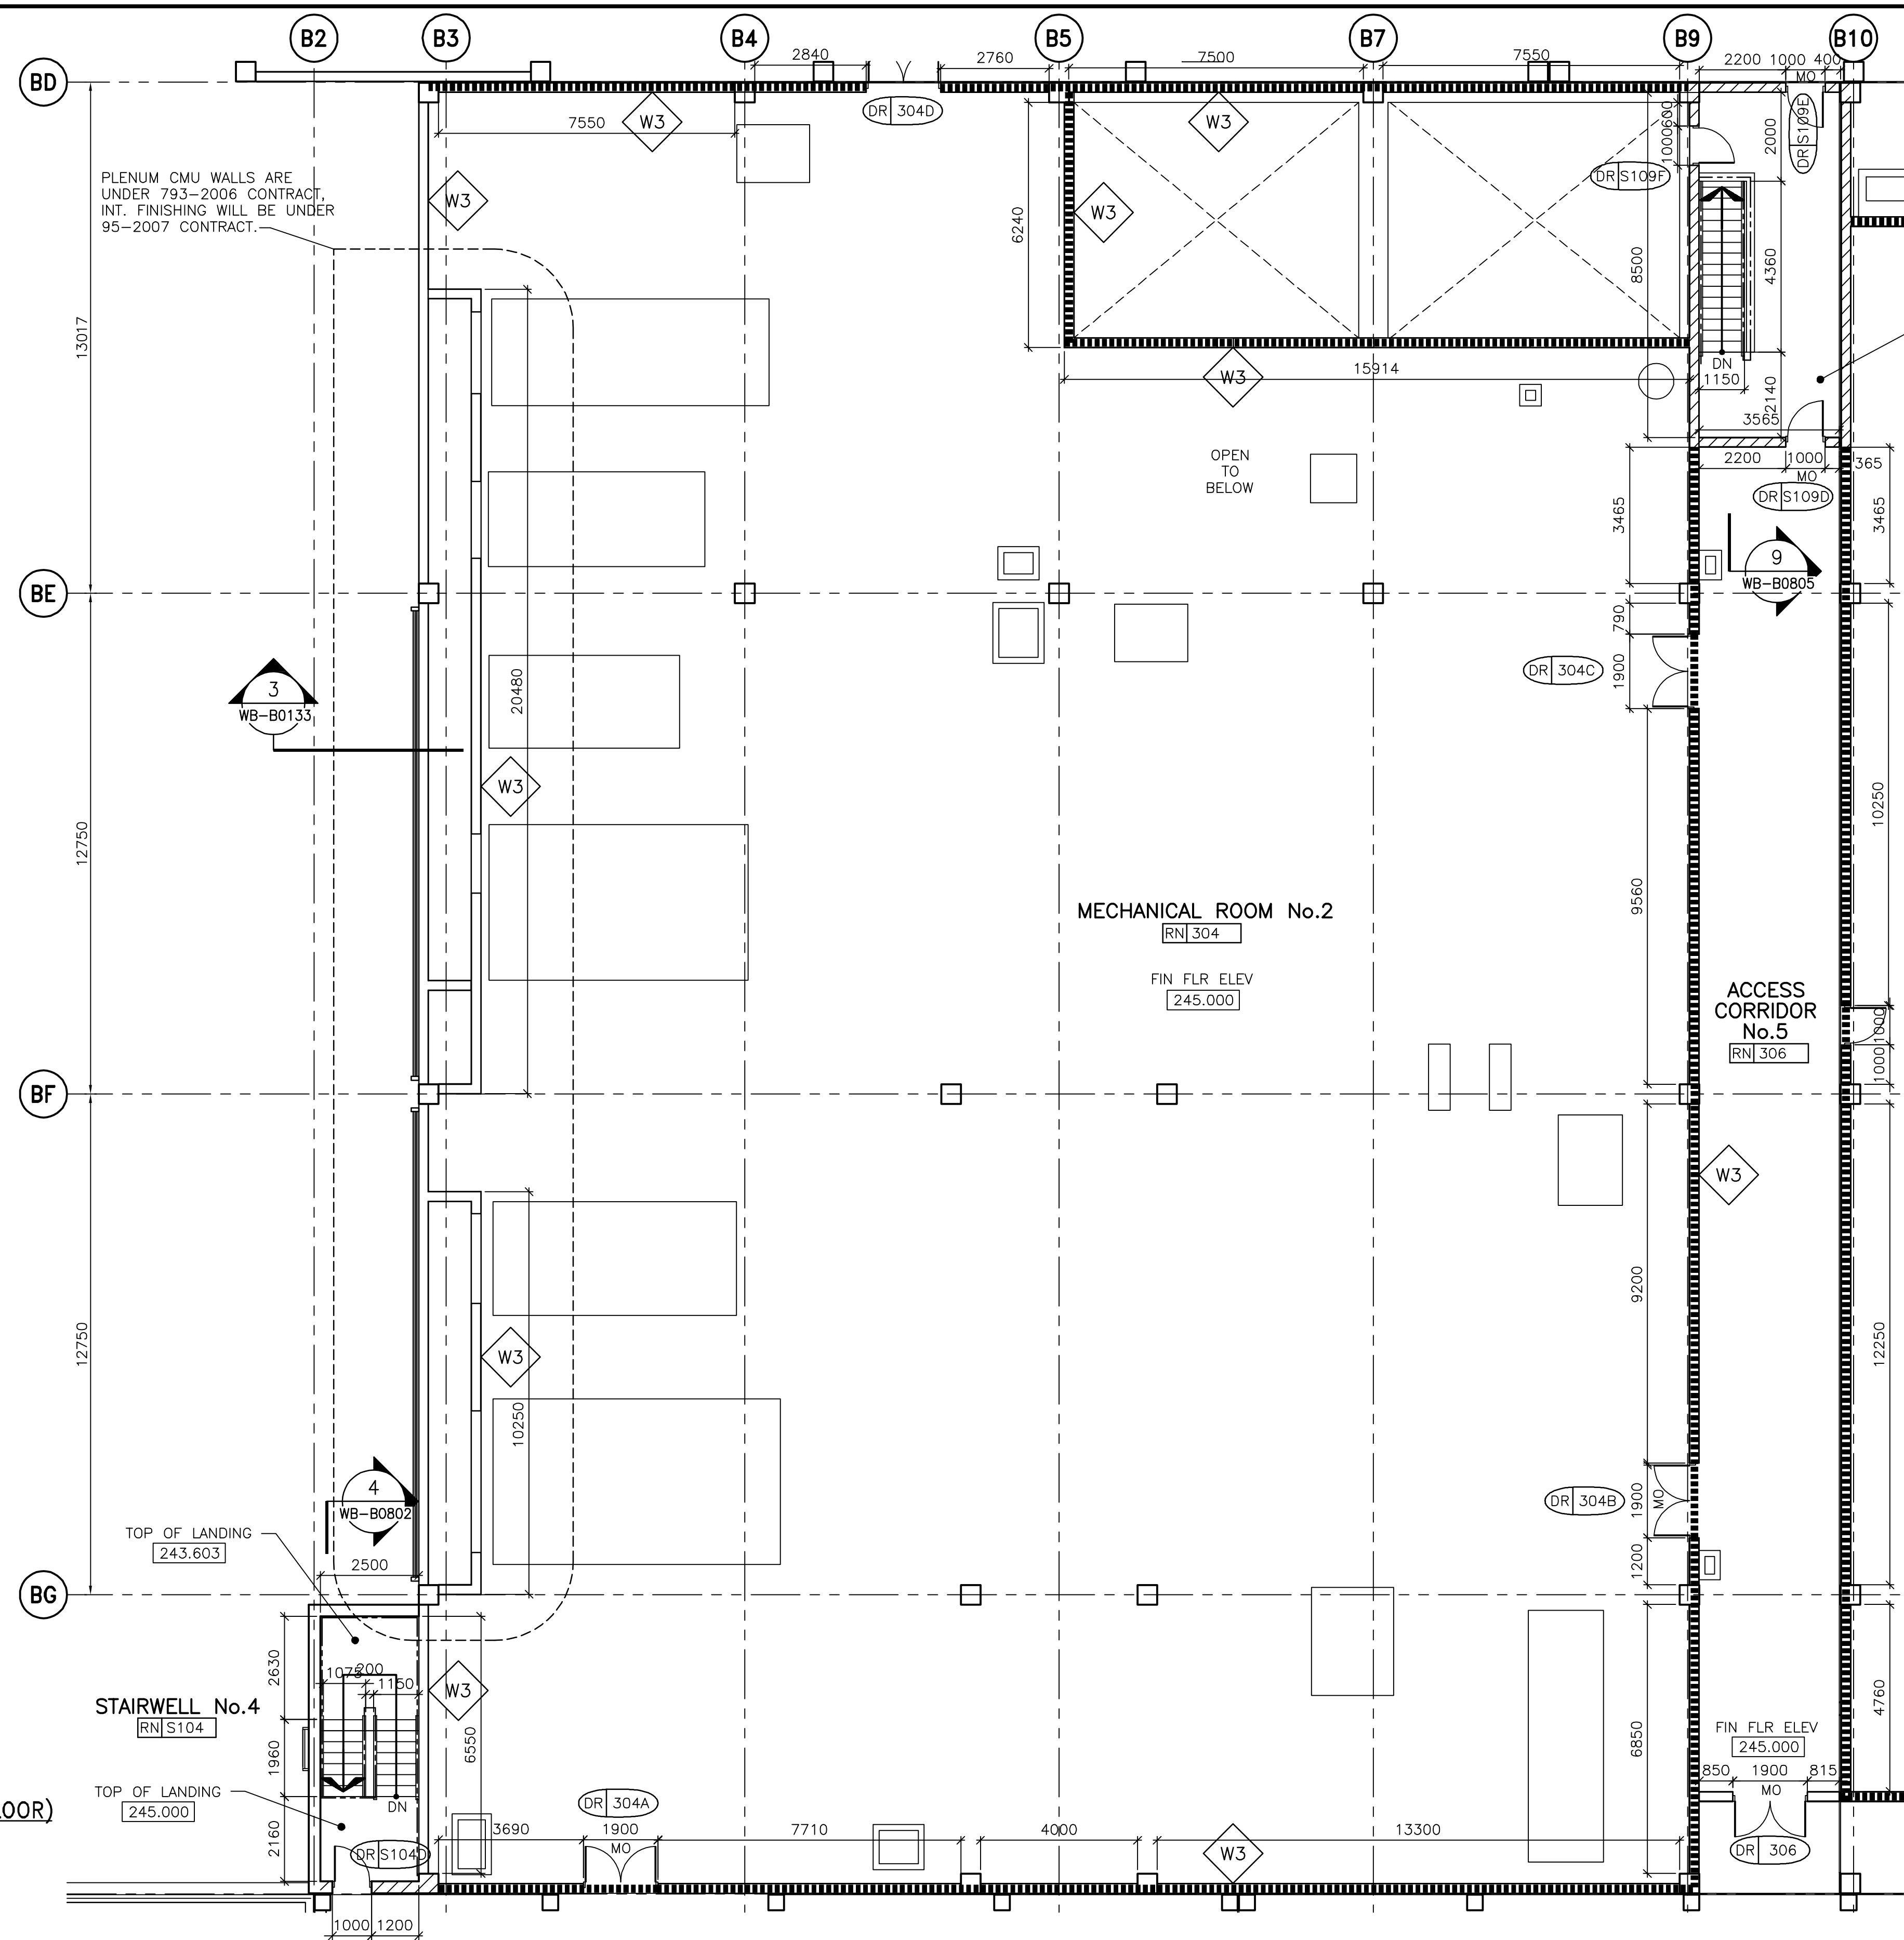 B2
B3
B4
B5
B7
B9
B10
BD
2840
2760
7500
7550
2200
1000
400
MO
DR 304D
7550
W3
W3
W3
W3
1000
600
2000
DR S109E
DR S109F
PLENUM CMU WALLS ARE
UNDER 793-2006 CONTRACT,
INT. FINISHING WILL BE UNDER
95-2007 CONTRACT.
6240
8500
4360
13017
15914
W3
DN
1150
2140
3565
2200
1000
MO
365
DR S109D
OPEN
TO
BELOW
3465
3465
9
WB-B0805
BE
790
1900
DR 304C
3
WB-B0133
20480
W3
10250
12750
9560
MECHANICAL ROOM No.2
RN 304
FIN FLR ELEV
245.000
ACCESS
CORRIDOR
No.5
RN 306
1000
1000
BF
W3
9200
12250
12750
W3
10250
4
WB-B0802
DR 304B
1900
MO
TOP OF LANDING
243.603
2500
1200
BG
2630
1075
200
1150
W3
STAIRWELL No.4
RN S104
1960
6550
6850
4760
FIN FLR ELEV
245.000
850
1900
815
MO
TOP OF LANDING
245.000
DN
DR 304A
LOOR)
2160
DR S104D
3690
1900
MO
7710
4000
13300
W3
DR 306
1000
1200